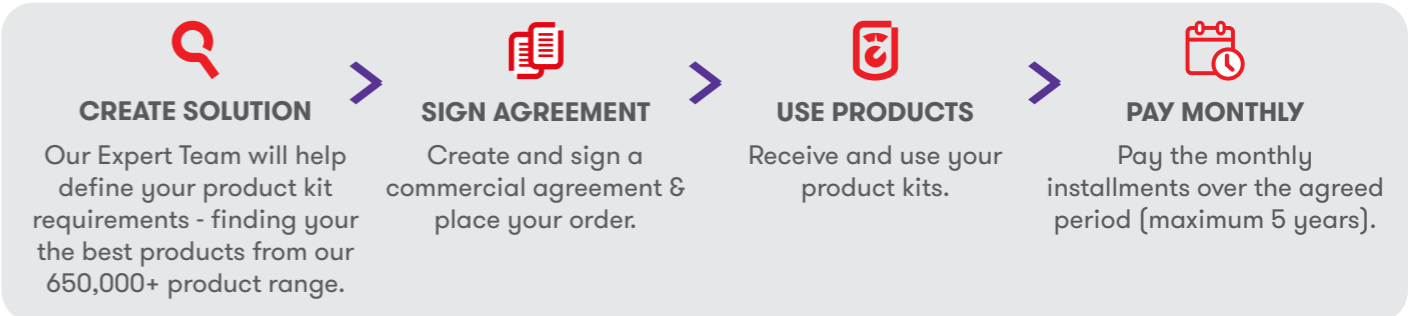 CREATE SOLUTION
Our Expert Team will help
define your product kit
requirements - finding your
the best products from our
650,000+ product range.
SIGN AGREEMENT
Create and sign a
commercial agreement &
place your order.
USE PRODUCTS
Receive and use your
product kits.
PAY MONTHLY
Pay the monthly
installments over the agreed
period (maximum 5 years).